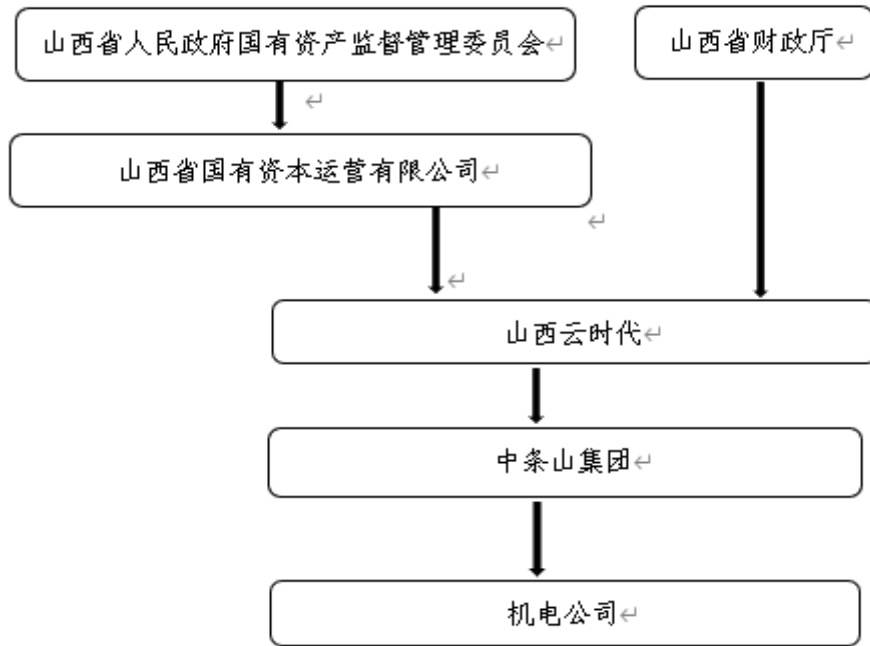 山西省人民政府国有资产监督管理委员会
山西省财政厅
山西省国有资本运营有限公司
山西云时代
中条山集团
机电公司